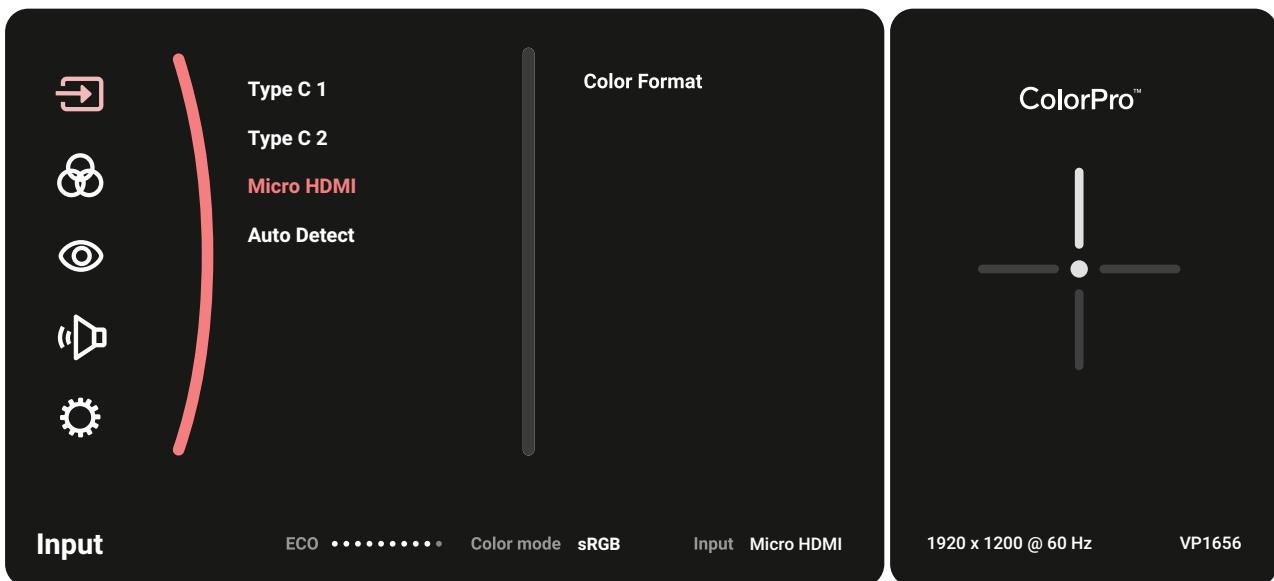 Type C 1
Type C 2
Micro HDMI
Auto Detect
Color Format
Input
ECO
Color mode sRGB
Input Micro HDMI
ColorPro™
1920 x 1200 @ 60 Hz
VP1656